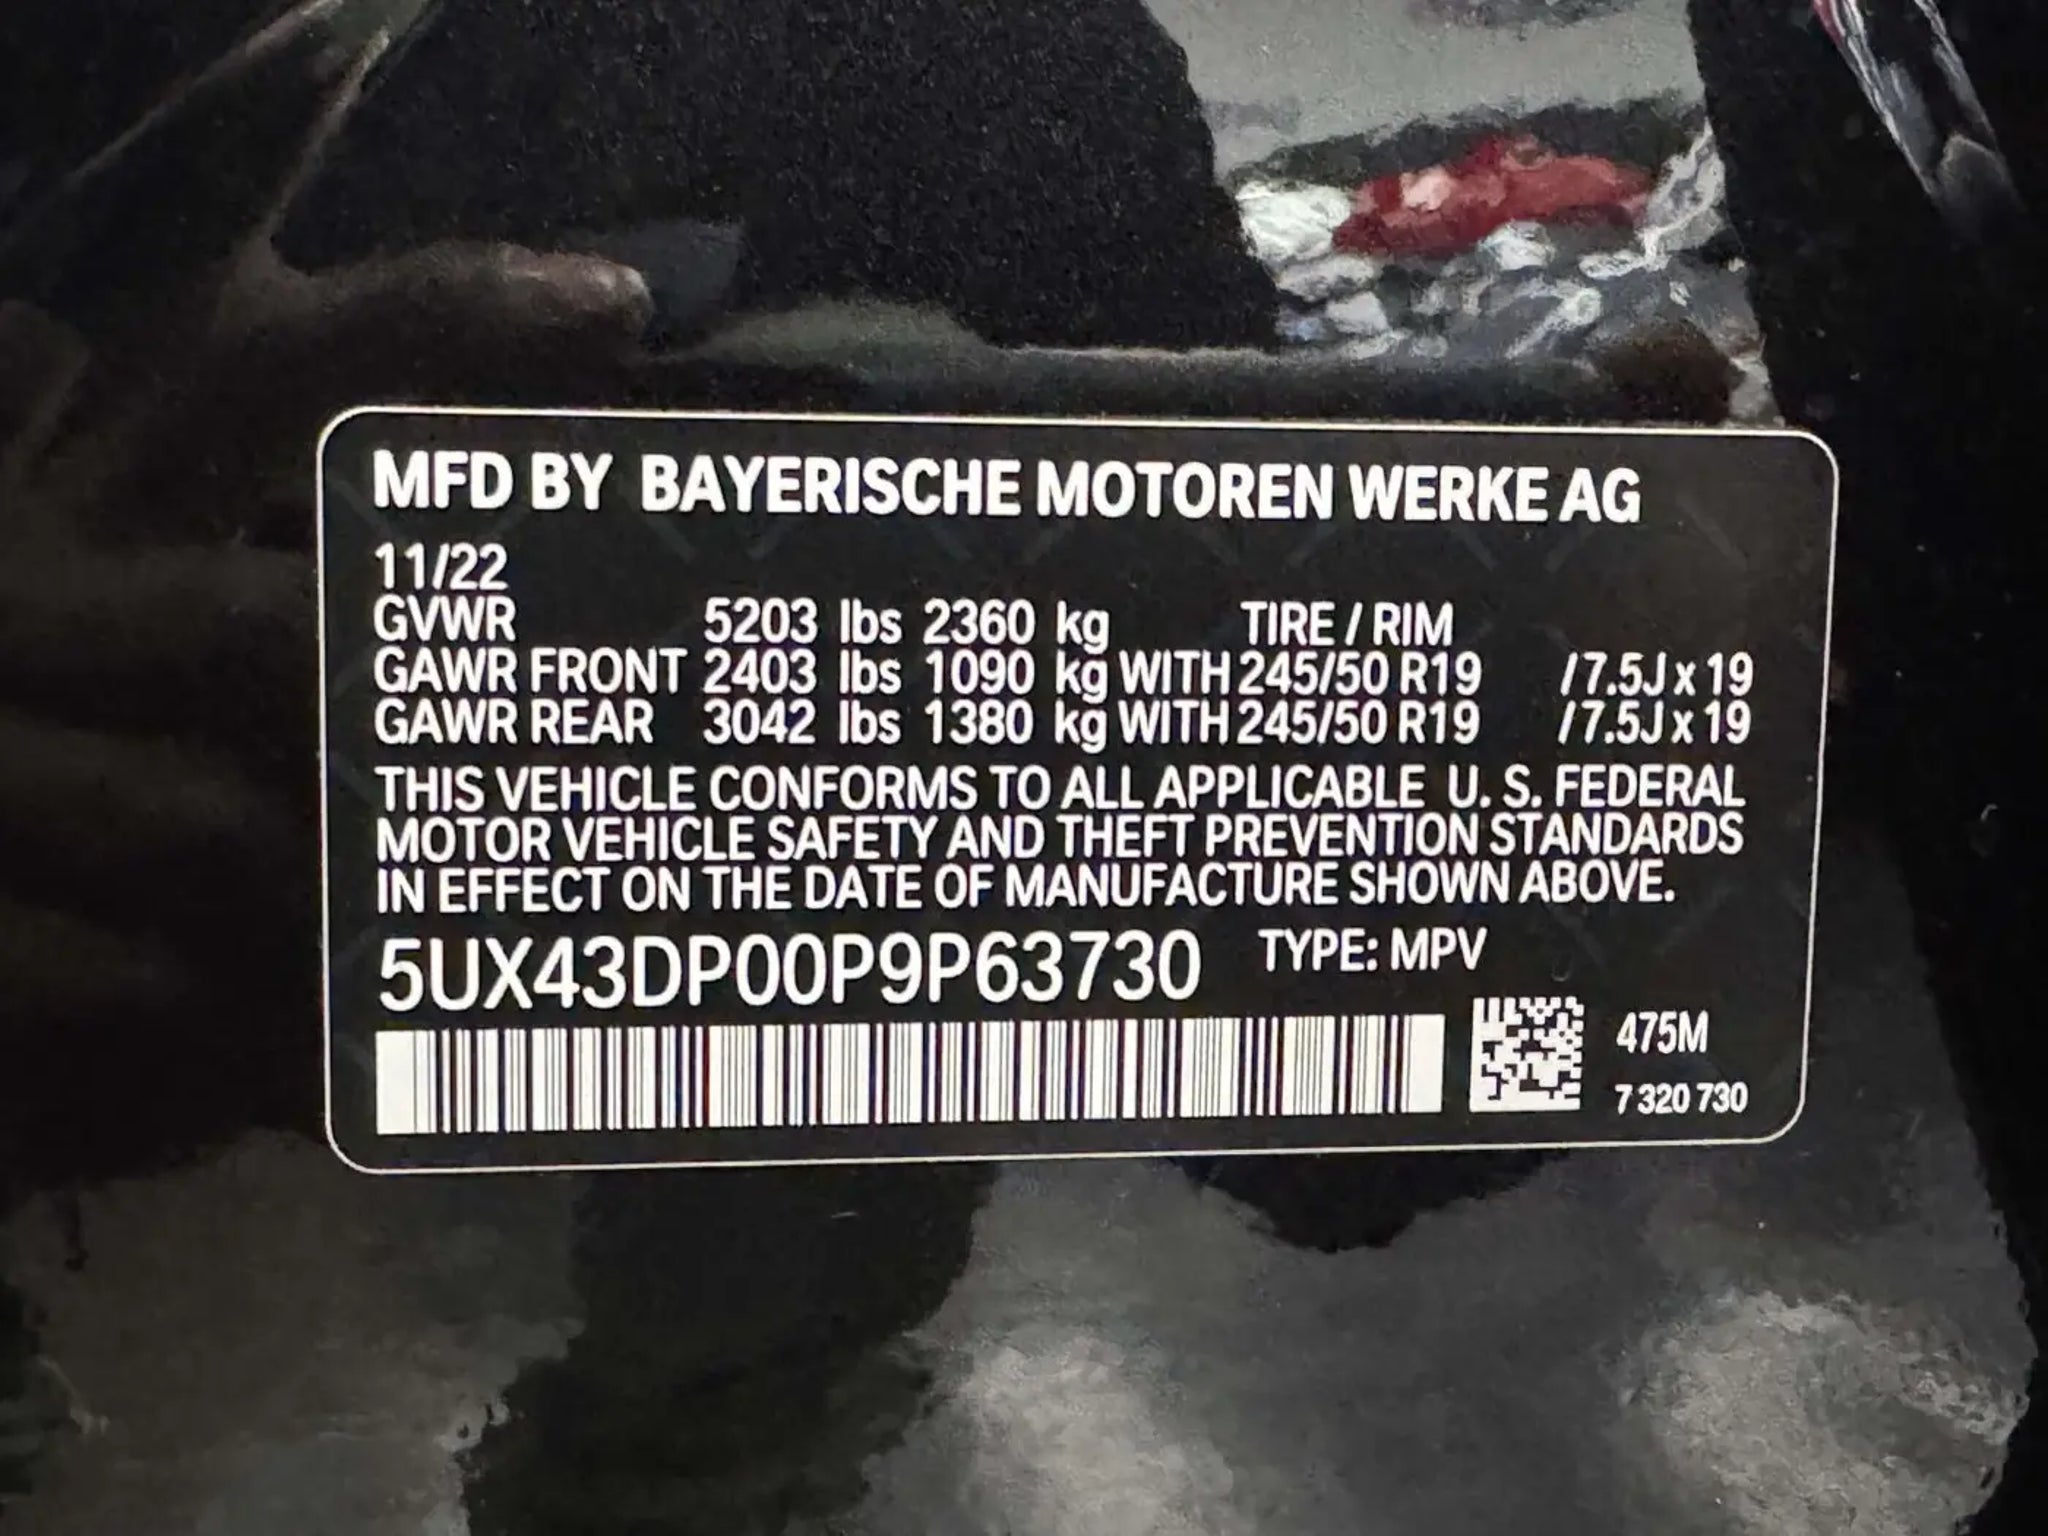 MFD BY BAYERISCHE MOTOREN WERKE AG
11/22
GVWR 5203 lbs 2360 kg TIRE / RIM
GAWR FRONT 2403 lbs 1090 kg WITH 245/50 R19 / 7.5J x 19
GAWR REAR 3042 lbs 1380 kg WITH 245/50 R19 / 7.5J x 19
THIS VEHICLE CONFORMS TO ALL APPLICABLE U. S. FEDERAL
MOTOR VEHICLE SAFETY AND THEFT PREVENTION STANDARDS
IN EFFECT ON THE DATE OF MANUFACTURE SHOWN ABOVE.
5UX43DP00P9P63730 TYPE: MPV
475M
7 320 730